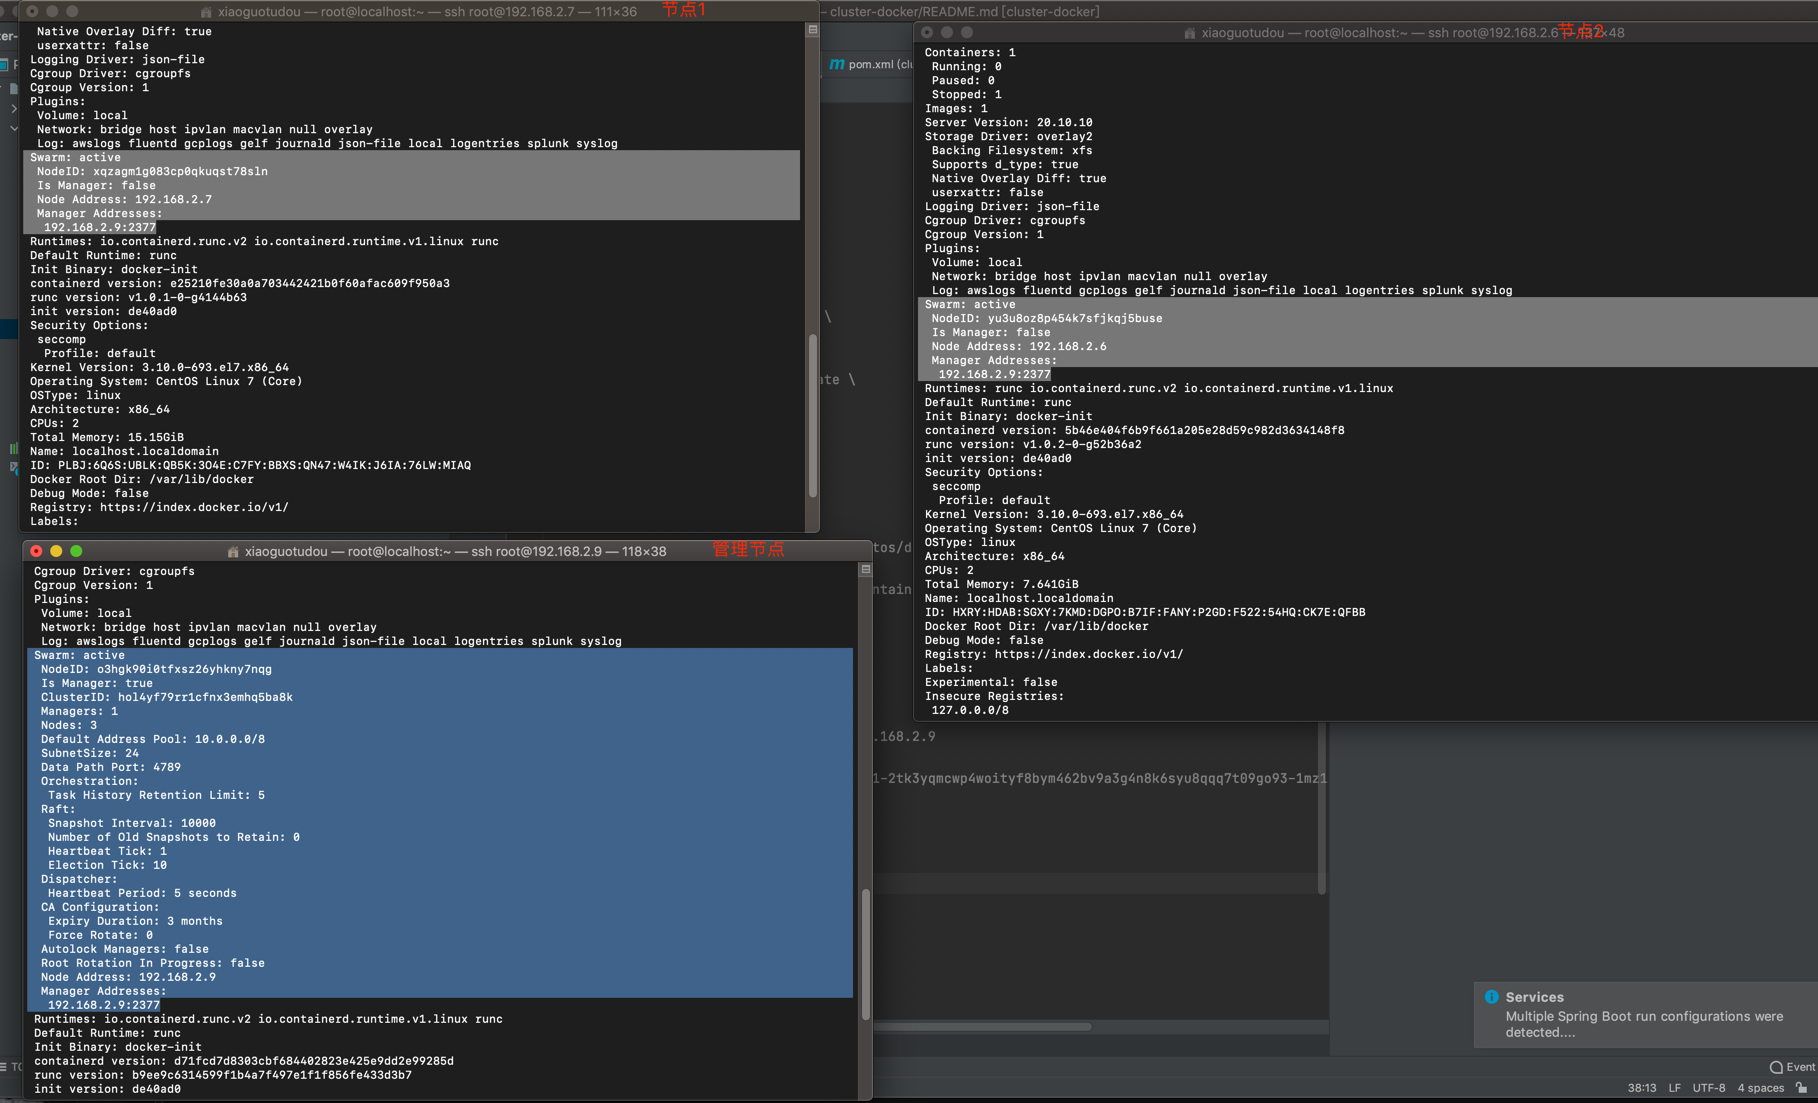 xiaoguotudou — root@localhost:~ — ssh root@192.168.2.7 — 111×36
节点1
Native Overlay Diff: true
userxattr: false
Logging Driver: json-file
Cgroup Driver: cgroupfs
Cgroup Version: 1
Plugins:
Volume: local
Network: bridge host ipvlan macvlan null overlay
Log: awslogs fluentd gcplogs gelf journald json-file local logentries splunk syslog
Swarm: active
NodeID: xqzagm1g083cp0qkuqst78sln
Is Manager: false
Node Address: 192.168.2.7
Manager Addresses:
192.168.2.9:2377
Runtimes: io.containerd.runc.v2 io.containerd.runtime.v1.linux runc
Default Runtime: runc
Init Binary: docker-init
containerd version: e25210fe30a0a703442421b0f60afac609f950a3
runc version: v1.0.1-0-g4144b63
init version: de40ad0
Security Options:
seccomp
Profile: default
Kernel Version: 3.10.0-693.el7.x86_64
Operating System: CentOS Linux 7 (Core)
OSType: linux
Architecture: x86_64
CPUs: 2
Total Memory: 15.15GiB
Name: localhost.localdomain
ID: PLBJ:6Q6S:UBLK:QB5K:3O4E:C7FY:BBXS:QN47:W4IK:J6IA:76LW:MIAQ
Docker Root Dir: /var/lib/docker
Debug Mode: false
Registry: https://index.docker.io/v1/
Labels:
– cluster-docker/README.md [cluster-docker]
pom.xml (clu
\
ate \
tos/d
ntain
.168.2.9
1-2tk3yqmcwp4woityf8bym462bv9a3g4n8k6syu8qqq7t09go93-1mz1
xiaoguotudou — root@localhost:~ — ssh root@192.168.2.6 — 132×48
节点2
Containers: 1
Running: 0
Paused: 0
Stopped: 1
Images: 1
Server Version: 20.10.10
Storage Driver: overlay2
Backing Filesystem: xfs
Supports d_type: true
Native Overlay Diff: true
userxattr: false
Logging Driver: json-file
Cgroup Driver: cgroupfs
Cgroup Version: 1
Plugins:
Volume: local
Network: bridge host ipvlan macvlan null overlay
Log: awslogs fluentd gcplogs gelf journald json-file local logentries splunk syslog
Swarm: active
NodeID: yu3u8oz8p454k7sfjkqj5buse
Is Manager: false
Node Address: 192.168.2.6
Manager Addresses:
192.168.2.9:2377
Runtimes: runc io.containerd.runc.v2 io.containerd.runtime.v1.linux
Default Runtime: runc
Init Binary: docker-init
containerd version: 5b46e404f6b9f661a205e28d59c982d3634148f8
runc version: v1.0.2-0-g52b36a2
init version: de40ad0
Security Options:
seccomp
Profile: default
Kernel Version: 3.10.0-693.el7.x86_64
Operating System: CentOS Linux 7 (Core)
OSType: linux
Architecture: x86_64
CPUs: 2
Total Memory: 7.641GiB
Name: localhost.localdomain
ID: HXRY:HDAB:SGXY:7KMD:DGPO:B7IF:FANY:P2GD:F522:54HQ:CK7E:QFBB
Docker Root Dir: /var/lib/docker
Debug Mode: false
Registry: https://index.docker.io/v1/
Labels:
Experimental: false
Insecure Registries:
127.0.0.0/8
xiaoguotudou — root@localhost:~ — ssh root@192.168.2.9 — 118×38
管理节点
Cgroup Driver: cgroupfs
Cgroup Version: 1
Plugins:
Volume: local
Network: bridge host ipvlan macvlan null overlay
Log: awslogs fluentd gcplogs gelf journald json-file local logentries splunk syslog
Swarm: active
NodeID: o3hgk90i0tfxsz26yhkny7nqg
Is Manager: true
ClusterID: hol4yf79rr1cfnx3emhq5ba8k
Managers: 1
Nodes: 3
Default Address Pool: 10.0.0.0/8
SubnetSize: 24
Data Path Port: 4789
Orchestration:
Task History Retention Limit: 5
Raft:
Snapshot Interval: 10000
Number of Old Snapshots to Retain: 0
Heartbeat Tick: 1
Election Tick: 10
Dispatcher:
Heartbeat Period: 5 seconds
CA Configuration:
Expiry Duration: 3 months
Force Rotate: 0
Autolock Managers: false
Root Rotation In Progress: false
Node Address: 192.168.2.9
Manager Addresses:
192.168.2.9:2377
Runtimes: io.containerd.runc.v2 io.containerd.runtime.v1.linux runc
Default Runtime: runc
Init Binary: docker-init
containerd version: d71fcd7d8303cbf684402823e425e9dd2e99285d
runc version: b9ee9c6314599f1b4a7f497e1f1f856fe433d3b7
init version: de40ad0
Services
Multiple Spring Boot run configurations were
detected....
Event
38:13 LF UTF-8 4 spaces